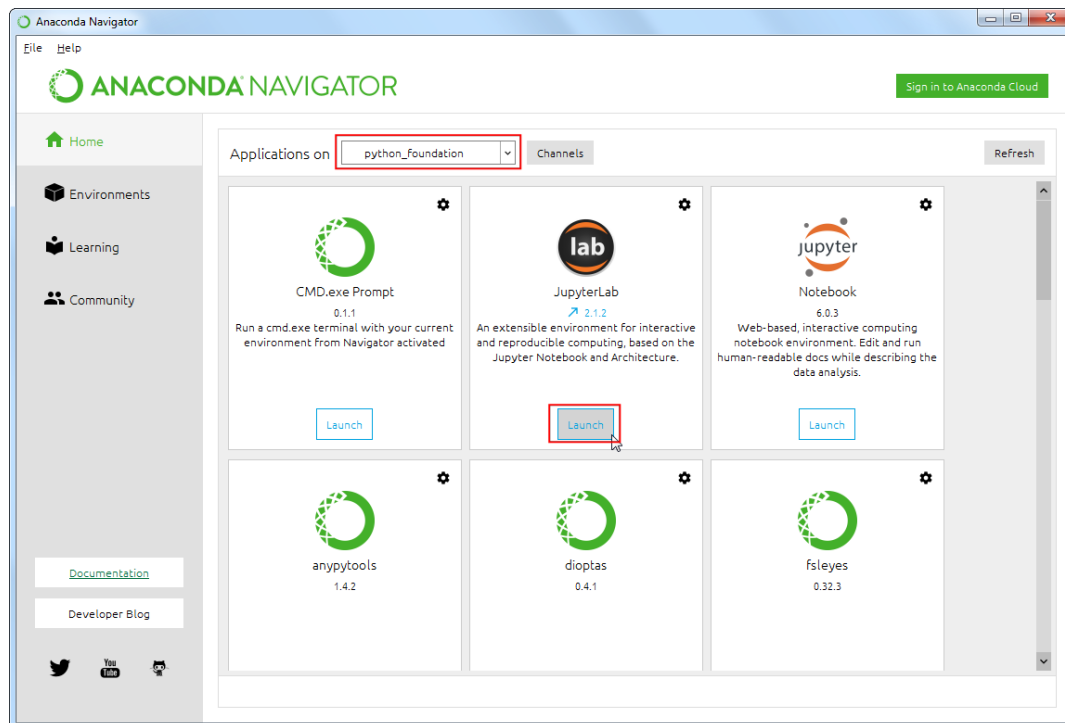 Anaconda Navigator
File Help
ANACONDA NAVIGATOR
Sign in to Anaconda Cloud
Home
Environments
Learning
Community
Documentation
Developer Blog
You
Tube
Applications on python_foundation Channels Refresh
CMD.exe Prompt
0.1.1
Run a cmd.exe terminal with your current
environment from Navigator activated
Launch
lab
JupyterLab
2.1.2
An extensible environment for interactive
and reproducible computing, based on the
Jupyter Notebook and Architecture.
Launch
jupyter
Notebook
6.0.3
Web-based, interactive computing
notebook environment. Edit and run
human-readable docs while describing the
data analysis.
Launch
anypytools
1.4.2
dioptas
0.4.1
fsleyes
0.32.3